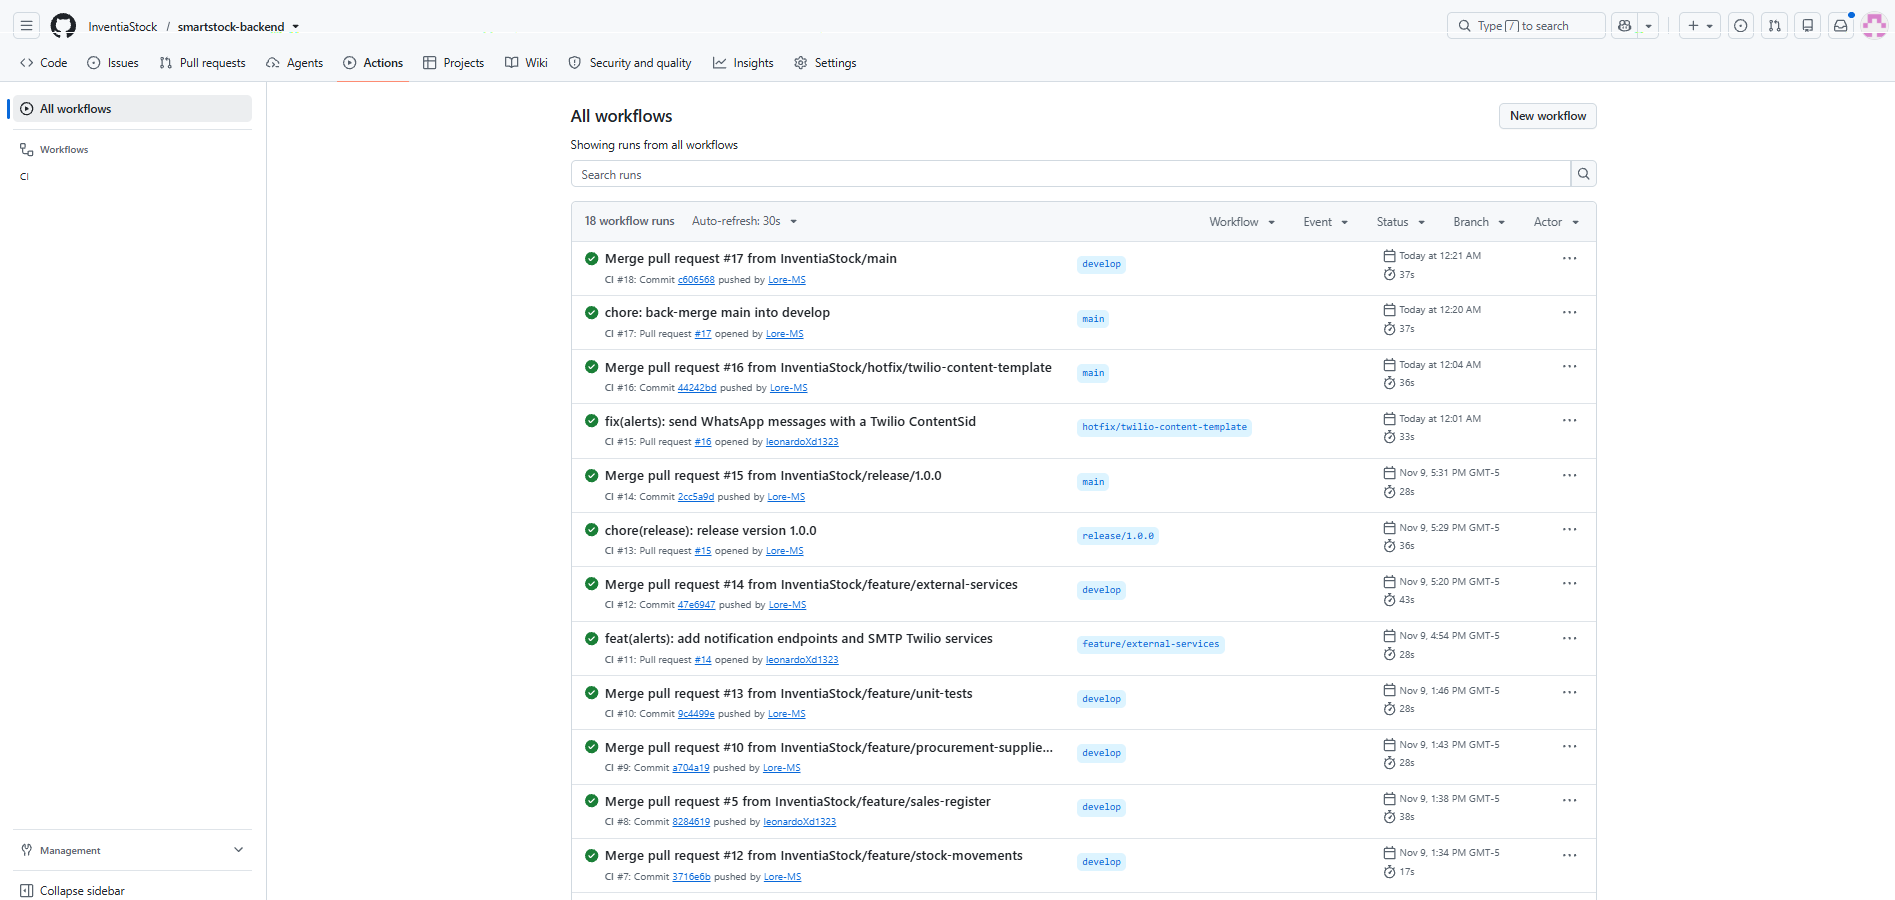 InventiaStock / smartstock-backend
Type / to search
Code Issues Pull requests Agents Actions Projects Wiki Security and quality Insights Settings
All workflows
Workflows
CI
Management
Collapse sidebar
All workflows
New workflow
Showing runs from all workflows
Search runs
18 workflow runs Auto-refresh: 30s Workflow Event Status Branch Actor
Merge pull request #17 from InventiaStock/main
CI #18: Commit c606568 pushed by Lore-MS
develop
Today at 12:21 AM
37s
chore: back-merge main into develop
CI #17: Pull request #17 opened by Lore-MS
main
Today at 12:20 AM
37s
Merge pull request #16 from InventiaStock/hotfix/twilio-content-template
CI #16: Commit 44242bd pushed by Lore-MS
main
Today at 12:04 AM
36s
fix(alerts): send WhatsApp messages with a Twilio ContentSid
CI #15: Pull request #16 opened by leonardoXd1323
hotfix/twilio-content-template
Today at 12:01 AM
33s
Merge pull request #15 from InventiaStock/release/1.0.0
CI #14: Commit 2cc5a9d pushed by Lore-MS
main
Nov 9, 5:31 PM GMT-5
28s
chore(release): release version 1.0.0
CI #13: Pull request #15 opened by Lore-MS
release/1.0.0
Nov 9, 5:29 PM GMT-5
36s
Merge pull request #14 from InventiaStock/feature/external-services
CI #12: Commit 47e6947 pushed by Lore-MS
develop
Nov 9, 5:20 PM GMT-5
43s
feat(alerts): add notification endpoints and SMTP Twilio services
CI #11: Pull request #14 opened by leonardoXd1323
feature/external-services
Nov 9, 4:54 PM GMT-5
28s
Merge pull request #13 from InventiaStock/feature/unit-tests
CI #10: Commit 9c4499e pushed by Lore-MS
develop
Nov 9, 1:46 PM GMT-5
28s
Merge pull request #10 from InventiaStock/feature/procurement-supplie...
CI #9: Commit a704a19 pushed by Lore-MS
develop
Nov 9, 1:43 PM GMT-5
28s
Merge pull request #5 from InventiaStock/feature/sales-register
CI #8: Commit 8284619 pushed by leonardoXd1323
develop
Nov 9, 1:38 PM GMT-5
38s
Merge pull request #12 from InventiaStock/feature/stock-movements
CI #7: Commit 3716e6b pushed by Lore-MS
develop
Nov 9, 1:34 PM GMT-5
17s